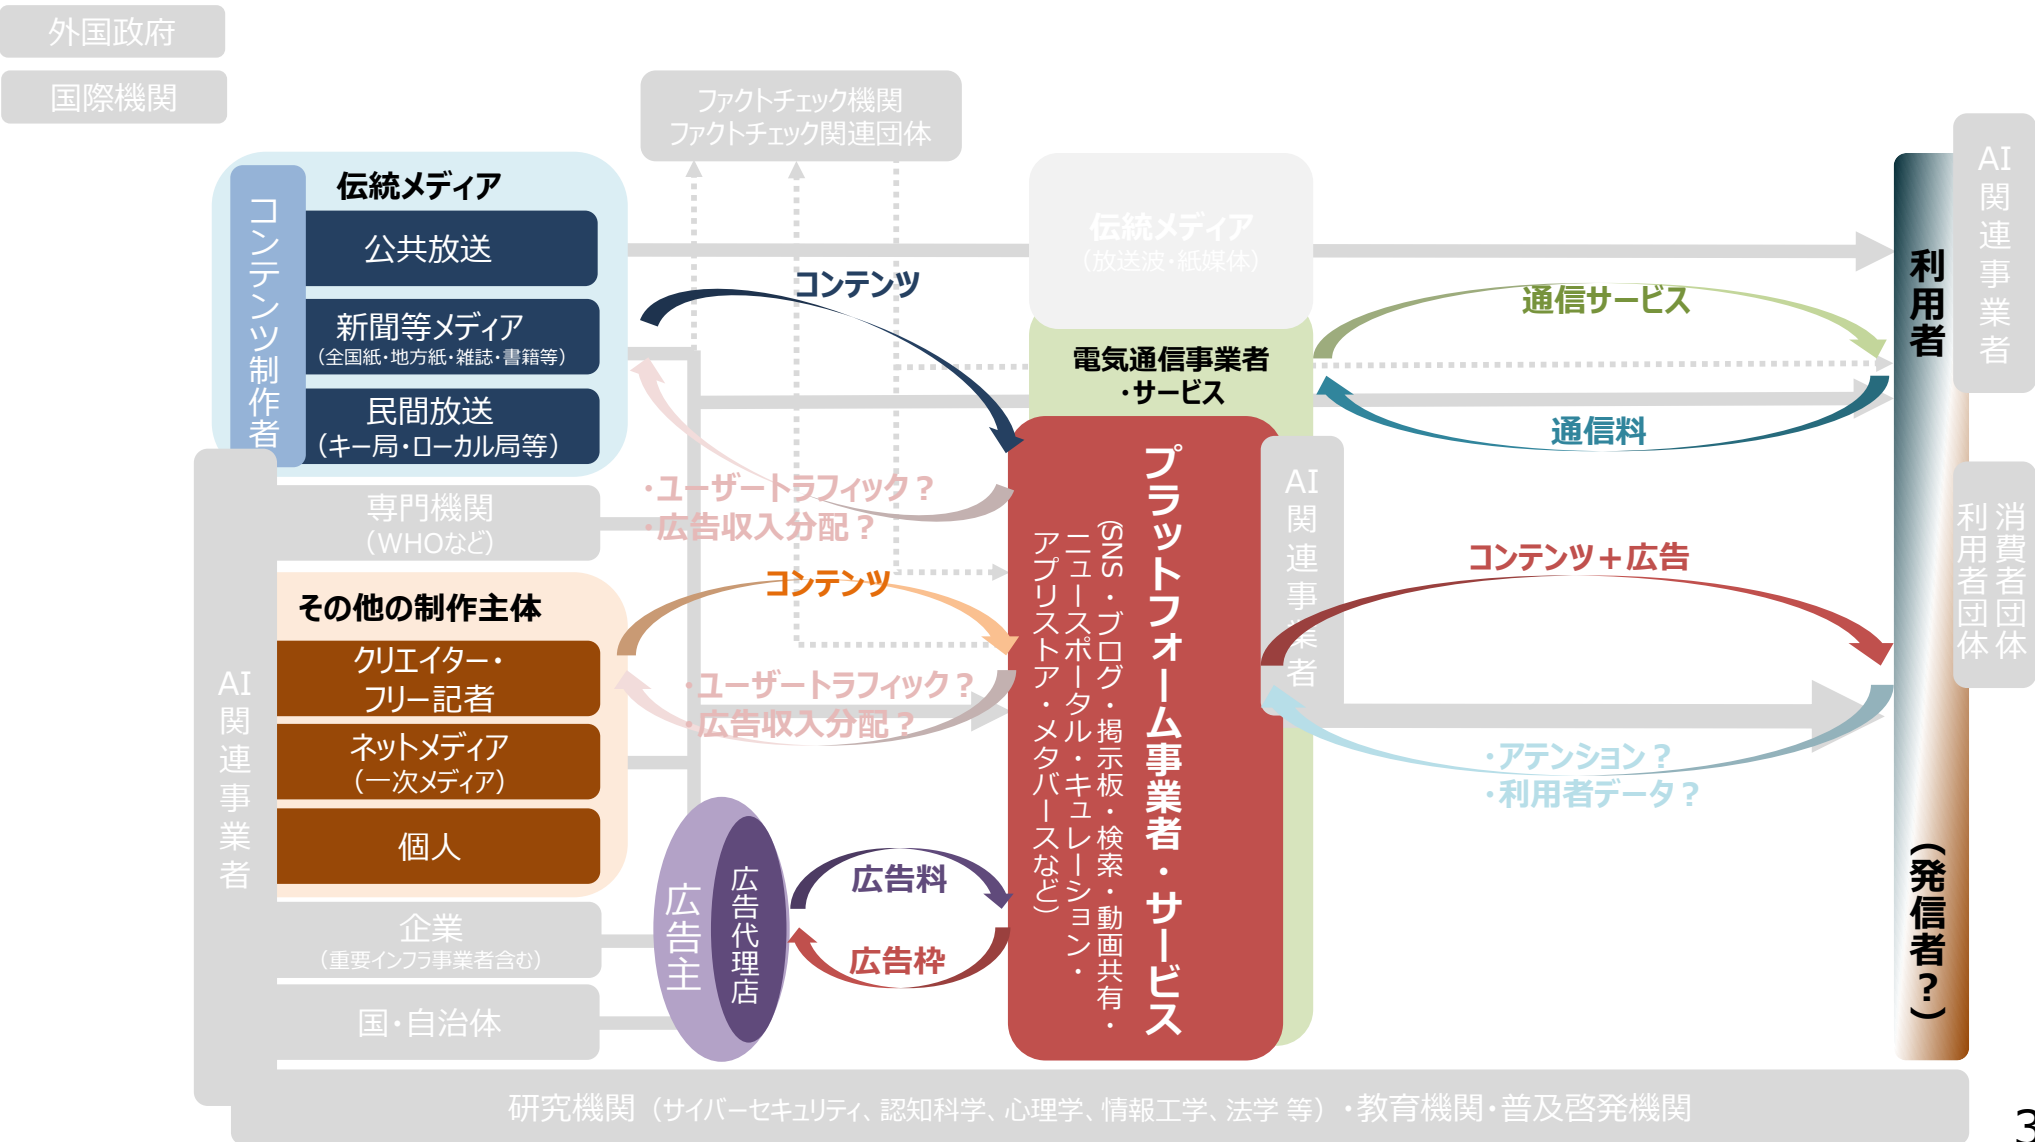 外国政府
国際機関
ファクトチェック機関
ファクトチェック関連団体
コンテンツ制作者
伝統メディア
公共放送
新聞等メディア
（全国紙・地方紙・雑誌・書籍等）
民間放送
（キー局・ローカル局等）
専門機関
（WHOなど）
その他の制作主体
クリエイター・
フリー記者
ネットメディア
（一次メディア）
個人
企業
（重要インフラ事業者含む）
国・自治体
AI関連事業者
コンテンツ
・ユーザートラフィック？
・広告収入分配？
コンテンツ
・ユーザートラフィック？
・広告収入分配？
広告主
広告代理店
広告料
広告枠
伝統メディア
（放送波・紙媒体）
電気通信事業者
・サービス
プラットフォーム事業者・サービス
（SNS・ブログ・掲示板・検索・動画共有・
ニュースポータル・キュレーション・
アプリストア・メタバースなど）
AI関連事業者
通信サービス
通信料
コンテンツ＋広告
・アテンション？
・利用者データ？
利用者
（発信者？）
AI関連事業者
消費者団体
利用者団体
研究機関（サイバーセキュリティ、認知科学、心理学、情報工学、法学 等）・教育機関・普及啓発機関
3